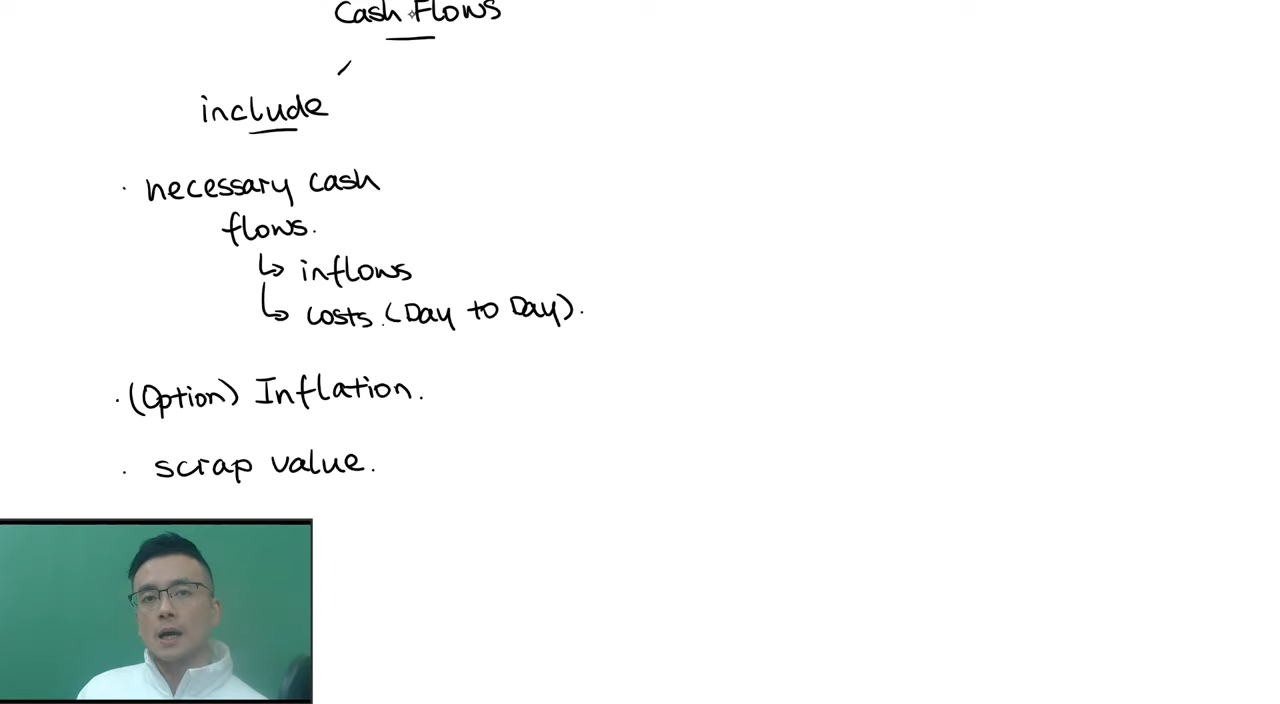 Cash Flows
include
· necessary cash
flows.
↳ inflows
↳ costs. (Day to Day).
· (Option) Inflation.
· scrap value.